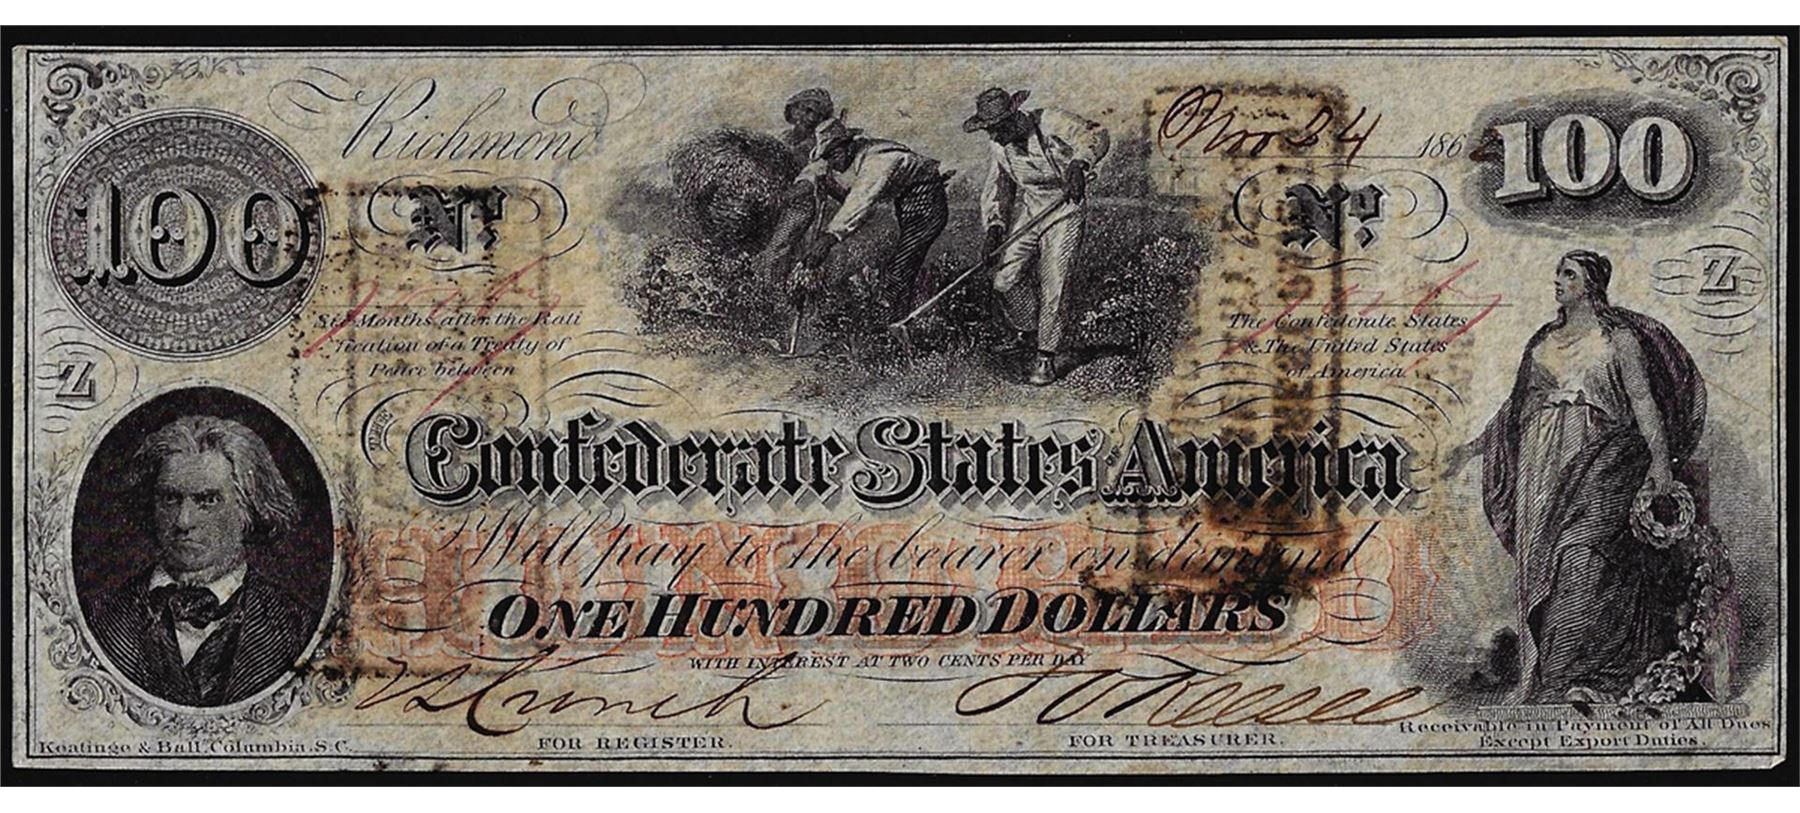 Richmond Nov 24 186
100 100
No. No.
Six Months after the Rati
fication of a Treaty of
Peace between
The Confederate States
& The United States
of America.
Z
Z
Confederate States of America
Will pay to the bearer on demand
ONE HUNDRED DOLLARS
WITH INTEREST AT TWO CENTS PER DAY
Receivable in Payment of All Dues
Except Export Duties.
Keatinge & Ball, Columbia, S.C.
FOR REGISTER.
FOR TREASURER.